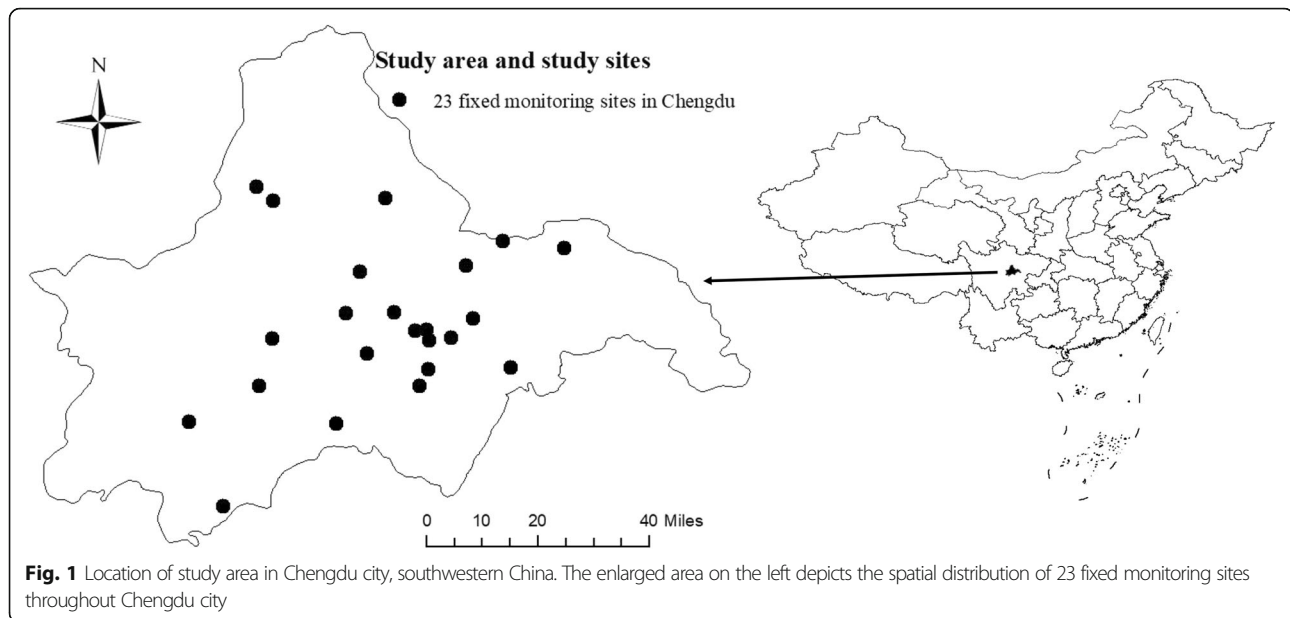 N
Study area and study sites
23 fixed monitoring sites in Chengdu
0 10 20 40 Miles
Fig. 1 Location of study area in Chengdu city, southwestern China. The enlarged area on the left depicts the spatial distribution of 23 fixed monitoring sites
throughout Chengdu city